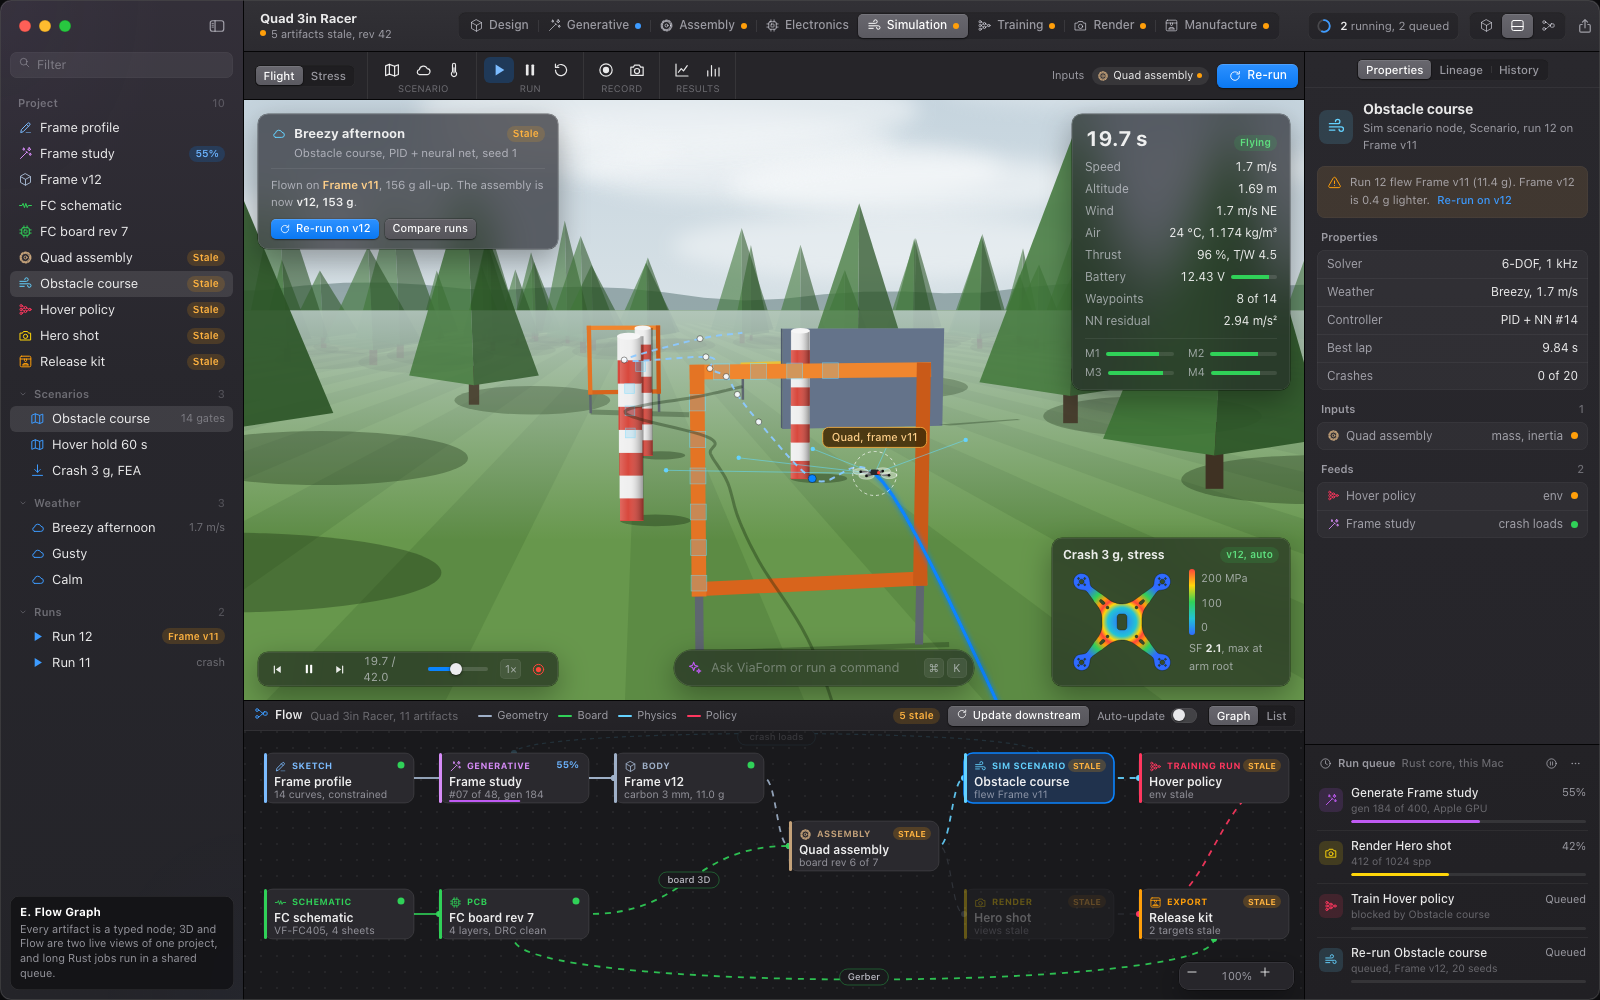 Quad 3in Racer
5 artifacts stale, rev 42
Design
Generative
Assembly
Electronics
Simulation
Training
Render
Manufacture
2 running, 2 queued
Filter
Project 10
Frame profile
Frame study 55%
Frame v12
FC schematic
FC board rev 7
Quad assembly Stale
Obstacle course Stale
Hover policy Stale
Hero shot Stale
Release kit Stale
Scenarios 3
Obstacle course 14 gates
Hover hold 60 s
Crash 3 g, FEA
Weather 3
Breezy afternoon 1.7 m/s
Gusty
Calm
Runs 2
Run 12 Frame v11
Run 11 crash
E. Flow Graph
Every artifact is a typed node; 3D and
Flow are two live views of one project,
and long Rust jobs run in a shared
queue.
Flight Stress
SCENARIO
RUN
RECORD
RESULTS
Inputs Quad assembly
Re-run
Breezy afternoon Stale
Obstacle course, PID + neural net, seed 1
Flown on Frame v11, 156 g all-up. The assembly is
now v12, 153 g.
Re-run on v12 Compare runs
19.7 s Flying
Speed 1.7 m/s
Altitude 1.69 m
Wind 1.7 m/s NE
Air 24 °C, 1.174 kg/m³
Thrust 96 %, T/W 4.5
Battery 12.43 V
Waypoints 8 of 14
NN residual 2.94 m/s²
M1 M2
M3 M4
Quad, frame v11
Crash 3 g, stress v12, auto
200 MPa
100
0
SF 2.1, max at
arm root
19.7 /
42.0
1×
Ask ViaForm or run a command ⌘ K
Flow Quad 3in Racer, 11 artifacts
Geometry Board Physics Policy
5 stale
Update downstream
Auto-update
Graph List
crash loads
SKETCH
Frame profile
14 curves, constrained
GENERATIVE 55%
Frame study
#07 of 48, gen 184
BODY
Frame v12
carbon 3 mm, 11.0 g
SIM SCENARIO STALE
Obstacle course
flew Frame v11
TRAINING RUN STALE
Hover policy
env stale
ASSEMBLY STALE
Quad assembly
board rev 6 of 7
board 3D
SCHEMATIC
FC schematic
VF-FC405, 4 sheets
PCB
FC board rev 7
4 layers, DRC clean
RENDER STALE
Hero shot
views stale
EXPORT STALE
Release kit
2 targets stale
Gerber
− 100% +
Properties Lineage History
Obstacle course
Sim scenario node, Scenario, run 12 on
Frame v11
Run 12 flew Frame v11 (11.4 g). Frame v12
is 0.4 g lighter. Re-run on v12
Properties
Solver 6-DOF, 1 kHz
Weather Breezy, 1.7 m/s
Controller PID + NN #14
Best lap 9.84 s
Crashes 0 of 20
Inputs 1
Quad assembly mass, inertia
Feeds 2
Hover policy env
Frame study crash loads
Run queue Rust core, this Mac
Generate Frame study 55%
gen 184 of 400, Apple GPU
Render Hero shot 42%
412 of 1024 spp
Train Hover policy Queued
blocked by Obstacle course
Re-run Obstacle course Queued
queued, Frame v12, 20 seeds